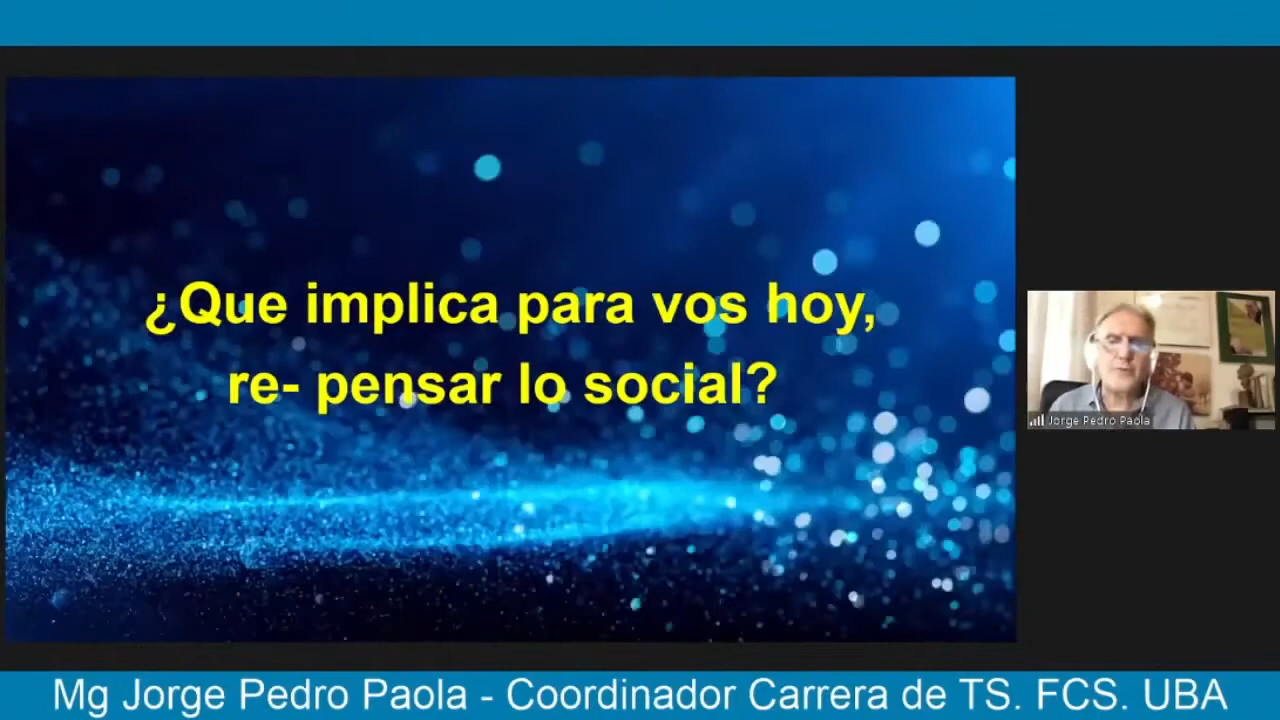 ¿Que implica para vos hoy,
re- pensar lo social?
Jorge Pedro Paola
Mg Jorge Pedro Paola - Coordinador Carrera de TS. FCS. UBA